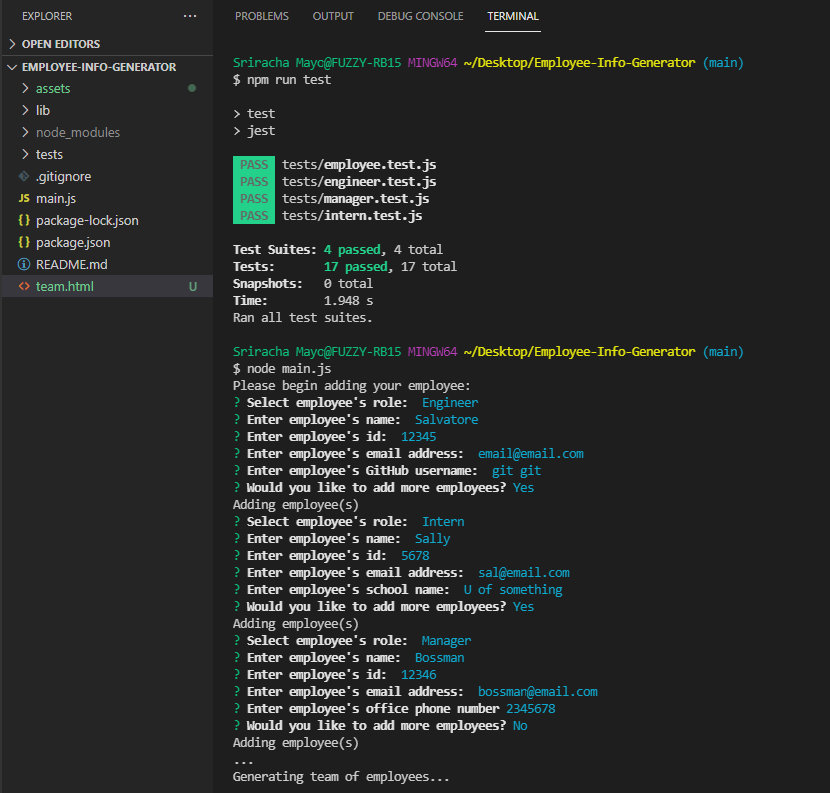 EXPLORER ...
OPEN EDITORS
EMPLOYEE-INFO-GENERATOR
assets
lib
node_modules
tests
.gitignore
JS main.js
{} package-lock.json
{} package.json
README.md
<> team.html U
PROBLEMS OUTPUT DEBUG CONSOLE TERMINAL
Sriracha Mayo@FUZZY-RB15 MINGW64 ~/Desktop/Employee-Info-Generator (main)
$ npm run test
> test
> jest
PASS tests/employee.test.js
PASS tests/engineer.test.js
PASS tests/manager.test.js
PASS tests/intern.test.js
Test Suites: 4 passed, 4 total
Tests: 17 passed, 17 total
Snapshots: 0 total
Time: 1.948 s
Ran all test suites.
Sriracha Mayo@FUZZY-RB15 MINGW64 ~/Desktop/Employee-Info-Generator (main)
$ node main.js
Please begin adding your employee:
? Select employee's role: Engineer
? Enter employee's name: Salvatore
? Enter employee's id: 12345
? Enter employee's email address: email@email.com
? Enter employee's GitHub username: git git
? Would you like to add more employees? Yes
Adding employee(s)
? Select employee's role: Intern
? Enter employee's name: Sally
? Enter employee's id: 5678
? Enter employee's email address: sal@email.com
? Enter employee's school name: U of something
? Would you like to add more employees? Yes
Adding employee(s)
? Select employee's role: Manager
? Enter employee's name: Bossman
? Enter employee's id: 12346
? Enter employee's email address: bossman@email.com
? Enter employee's office phone number 2345678
? Would you like to add more employees? No
Adding employee(s)
...
Generating team of employees...